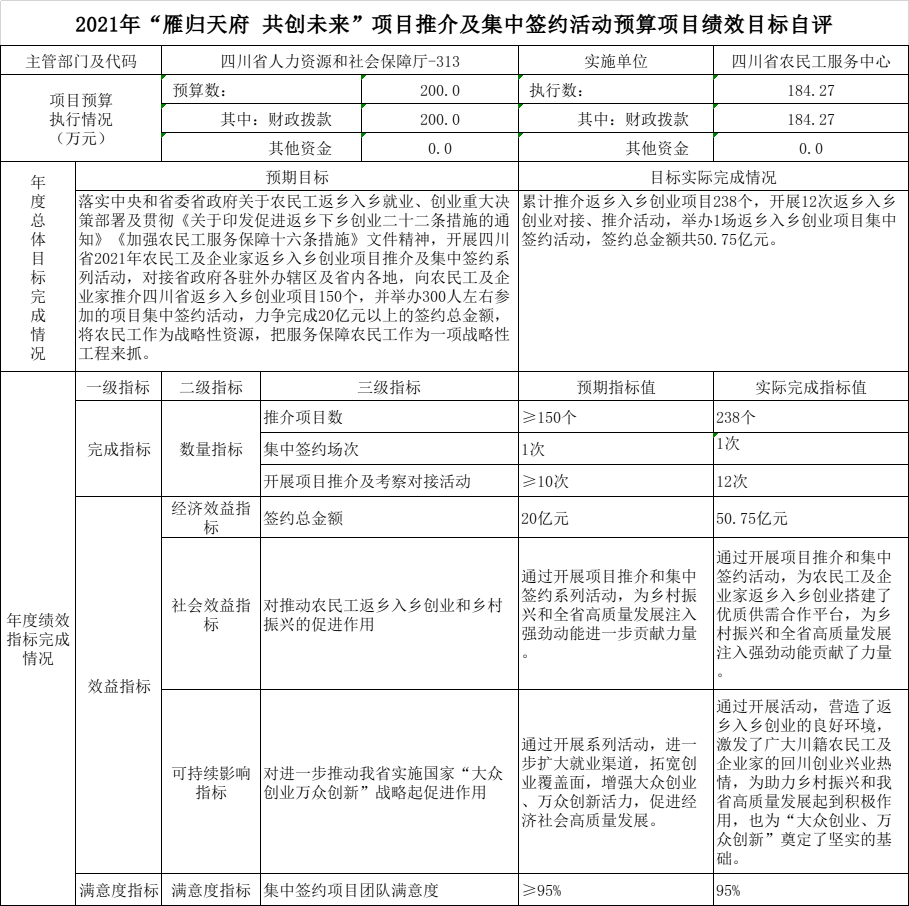 2021年“雁归天府 共创未来”项目推介及集中签约活动预算项目绩效目标自评
主管部门及代码
四川省人力资源和社会保障厅-313
实施单位
四川省农民工服务中心
项目预算
执行情况
（万元）
预算数：
200.0
执行数：
184.27
其中：财政拨款
200.0
其中：财政拨款
184.27
其他资金
0.0
其他资金
0.0
年
度
总
体
目
标
完
成
情
况
预期目标
目标实际完成情况
落实中央和省委省政府关于农民工返乡入乡就业、创业重大决
策部署及贯彻《关于印发促进返乡下乡创业二十二条措施的通
知》《加强农民工服务保障十六条措施》文件精神，开展四川
省2021年农民工及企业家返乡入乡创业项目推介及集中签约系
列活动，对接省政府各驻外办辖区及省内各地，向农民工及企
业家推介四川省返乡入乡创业项目150个，并举办300人左右参
加的项目集中签约活动，力争完成20亿元以上的签约总金额，
将农民工作为战略性资源，把服务保障农民工作为一项战略性
工程来抓。
累计推介返乡入乡创业项目238个，开展12次返乡入乡
创业对接、推介活动，举办1场返乡入乡创业项目集中
签约活动，签约总金额共50.75亿元。
年度绩效
指标完成
情况
一级指标
二级指标
三级指标
预期指标值
实际完成指标值
完成指标
数量指标
推介项目数
≥150个
238个
集中签约场次
1次
1次
开展项目推介及考察对接活动
≥10次
12次
效益指标
经济效益指
标
签约总金额
20亿元
50.75亿元
社会效益指
标
对推动农民工返乡入乡创业和乡村
振兴的促进作用
通过开展项目推介和集中
签约系列活动，为乡村振
兴和全省高质量发展注入
强劲动能进一步贡献力量
。
通过开展项目推介和集中
签约活动，为农民工及企
业家返乡入乡创业搭建了
优质供需合作平台，为乡
村振兴和全省高质量发展
注入强劲动能贡献了力量
。
可持续影响
指标
对进一步推动我省实施国家“大众
创业万众创新”战略起促进作用
通过开展系列活动，进一
步扩大就业渠道，拓宽创
业覆盖面，增强大众创业
、万众创新活力，促进经
济社会高质量发展。
通过开展活动，营造了返
乡入乡创业的良好环境，
激发了广大川籍农民工及
企业家的回川创业兴业热
情，为助力乡村振兴和我
省高质量发展起到积极作
用，也为“大众创业、万
众创新”奠定了坚实的基
础。
满意度指标
满意度指标
集中签约项目团队满意度
≥95%
95%